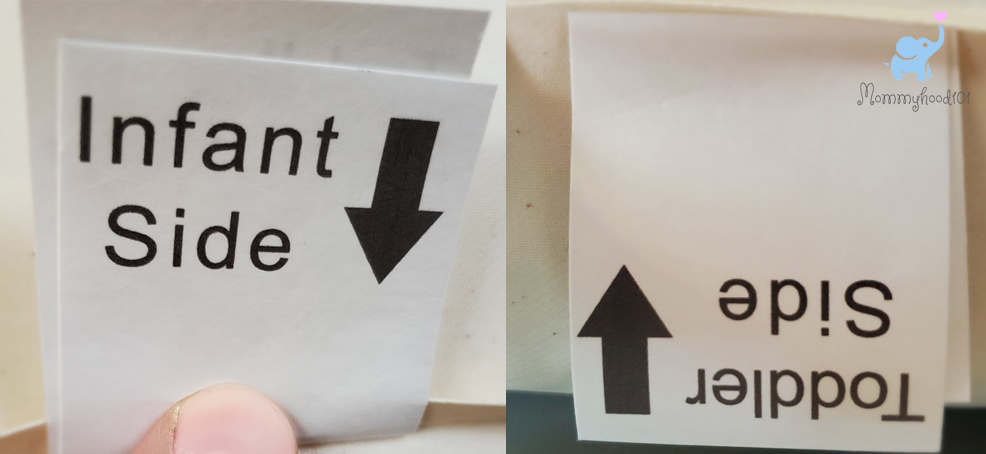 Infant
Side
Toddler
Side
Mommyhood101